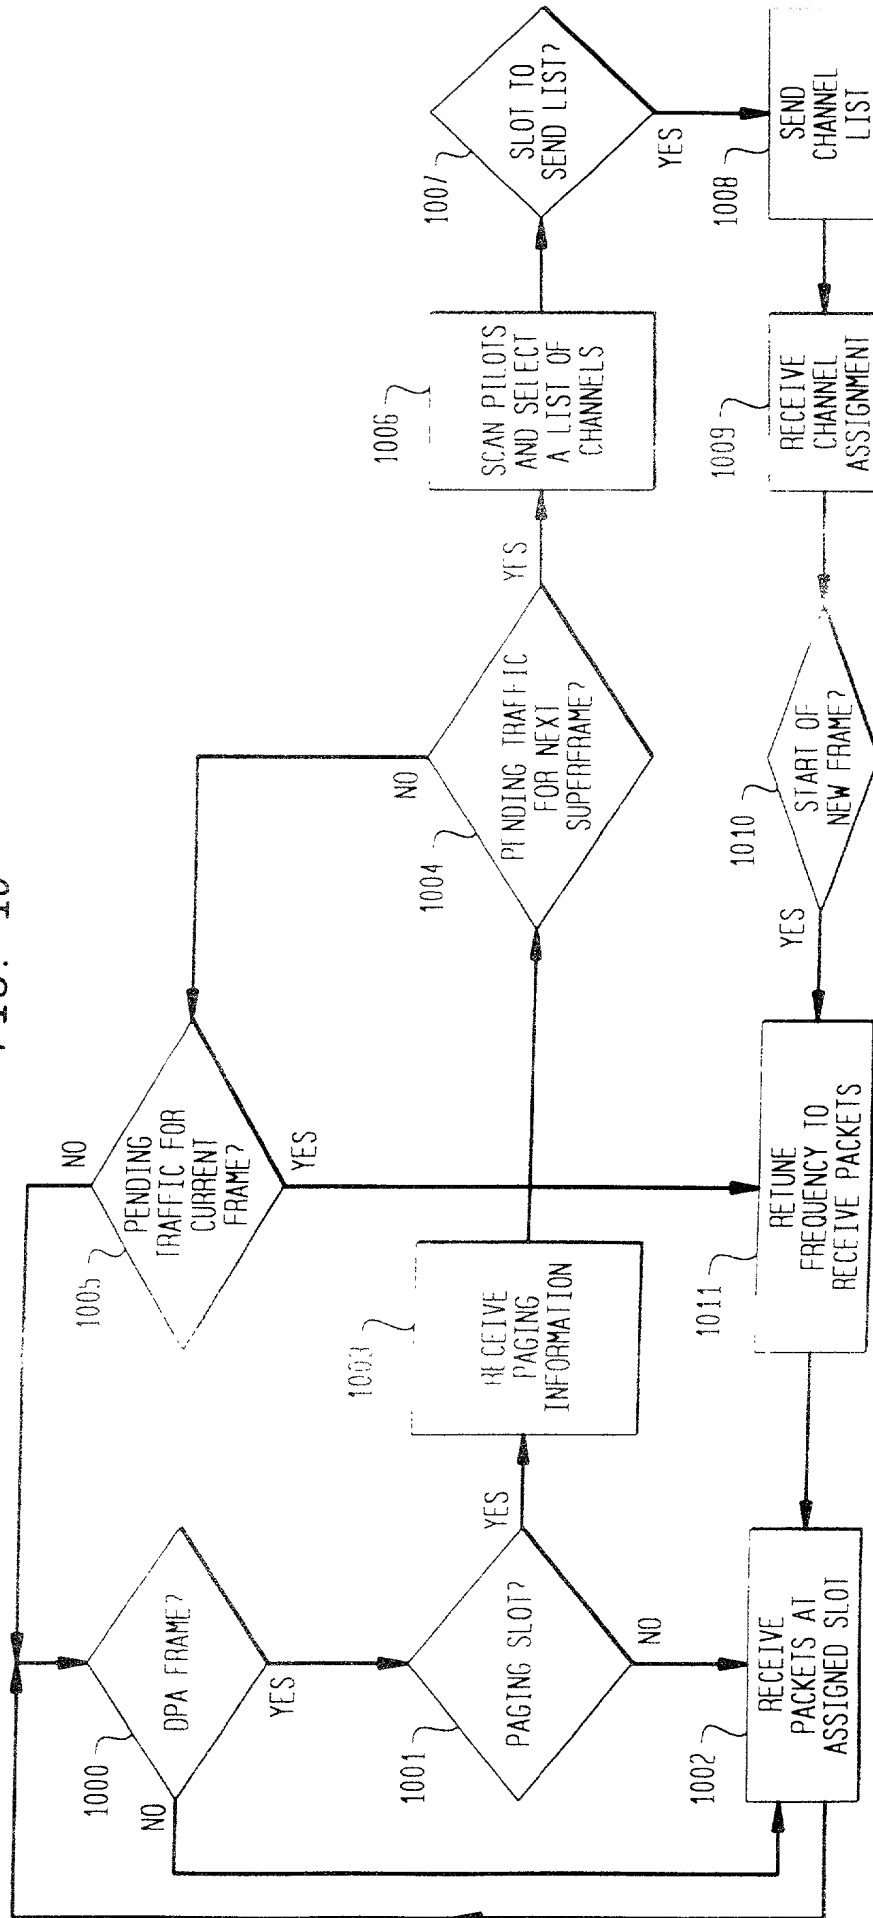 FIG. 10
1000
DPA FRAME?
NO
YES
1001
PAGING SLOT?
YES
NO
1002
RECEIVE
PACKETS AT
ASSIGNED SLOT
1003
RECEIVE
PAGING
INFORMATION
1005
PENDING
TRAFFIC FOR
CURRENT
FRAME?
NO
YES
1004
PENDING TRAFFIC
FOR NEXT
SUPERFRAME?
NO
YES
1006
SCAN PILOTS
AND SELECT
A LIST OF
CHANNELS
1007
SLOT TO
SEND LIST?
YES
1008
SEND
CHANNEL
LIST
1009
RECEIVE
CHANNEL
ASSIGNMENT
1010
START OF
NEW FRAME?
YES
1011
RETUNE
FREQUENCY TO
RECEIVE PACKETS